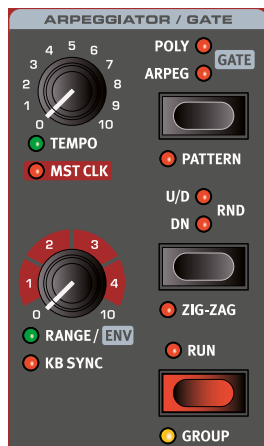 ARPEGGIATOR / GATE
5
4 6
3 7
2 8
1 9
0 10
TEMPO
MST CLK
POLY
GATE
ARPEG
PATTERN
U/D
RND
DN
2 3
1 4
0 10
RANGE / ENV
KB SYNC
ZIG-ZAG
RUN
GROUP